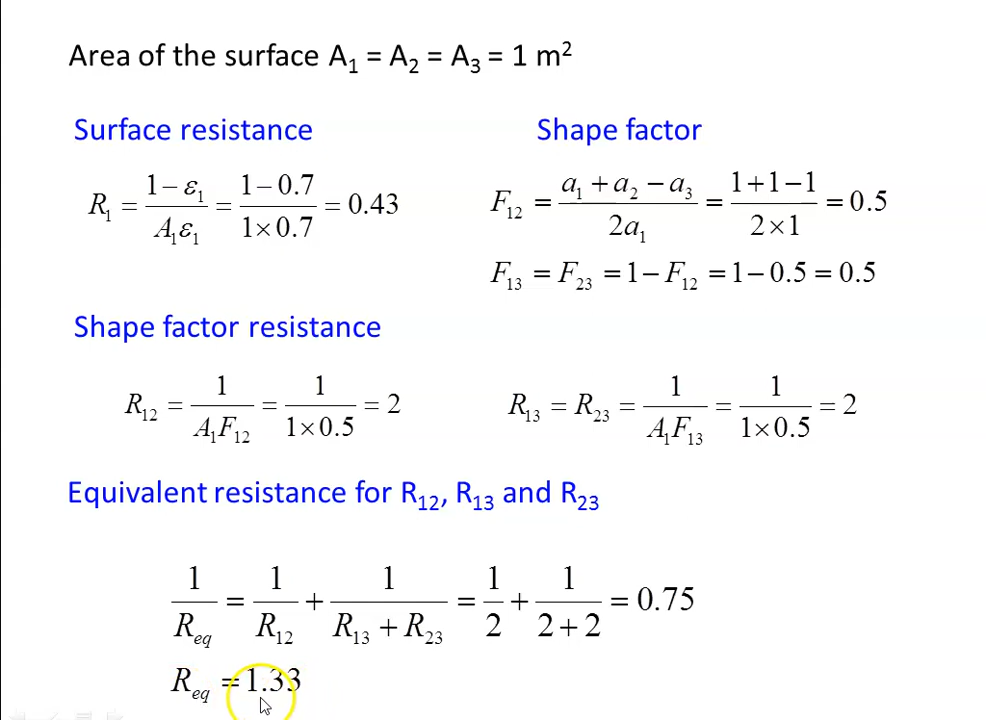 Area of the surface A₁ = A₂ = A₃ = 1 m²
Surface resistance
R₁ = (1 − ε₁)/(A₁ε₁) = (1 − 0.7)/(1 × 0.7) = 0.43
Shape factor
F₁₂ = (a₁ + a₂ − a₃)/(2a₁) = (1 + 1 − 1)/(2 × 1) = 0.5
F₁₃ = F₂₃ = 1 − F₁₂ = 1 − 0.5 = 0.5
Shape factor resistance
R₁₂ = 1/(A₁F₁₂) = 1/(1 × 0.5) = 2
R₁₃ = R₂₃ = 1/(A₁F₁₃) = 1/(1 × 0.5) = 2
Equivalent resistance for R₁₂, R₁₃ and R₂₃
1/R_eq = 1/R₁₂ + 1/(R₁₃ + R₂₃) = 1/2 + 1/(2 + 2) = 0.75
R_eq = 1.33